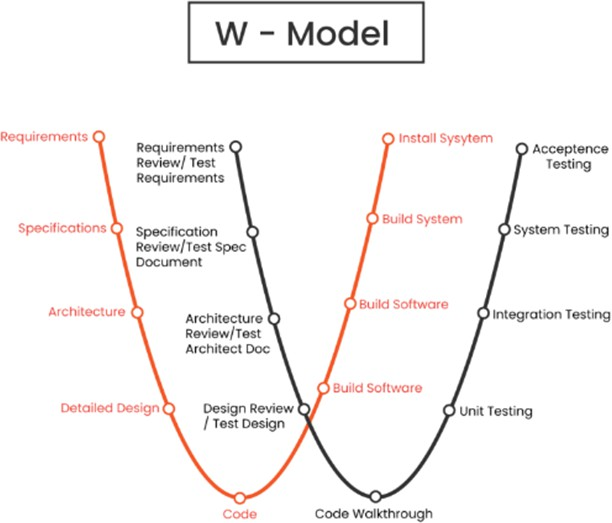 W - Model
Requirements
Requirements
Review/ Test
Requirements
Install Sysytem
Acceptence
Testing
Specifications
Specification
Review/Test Spec
Document
Build System
System Testing
Architecture
Architecture
Review/Test
Architect Doc
Build Software
Integration Testing
Detailed Design
Design Review
/ Test Design
Build Software
Unit Testing
Code
Code Walkthrough